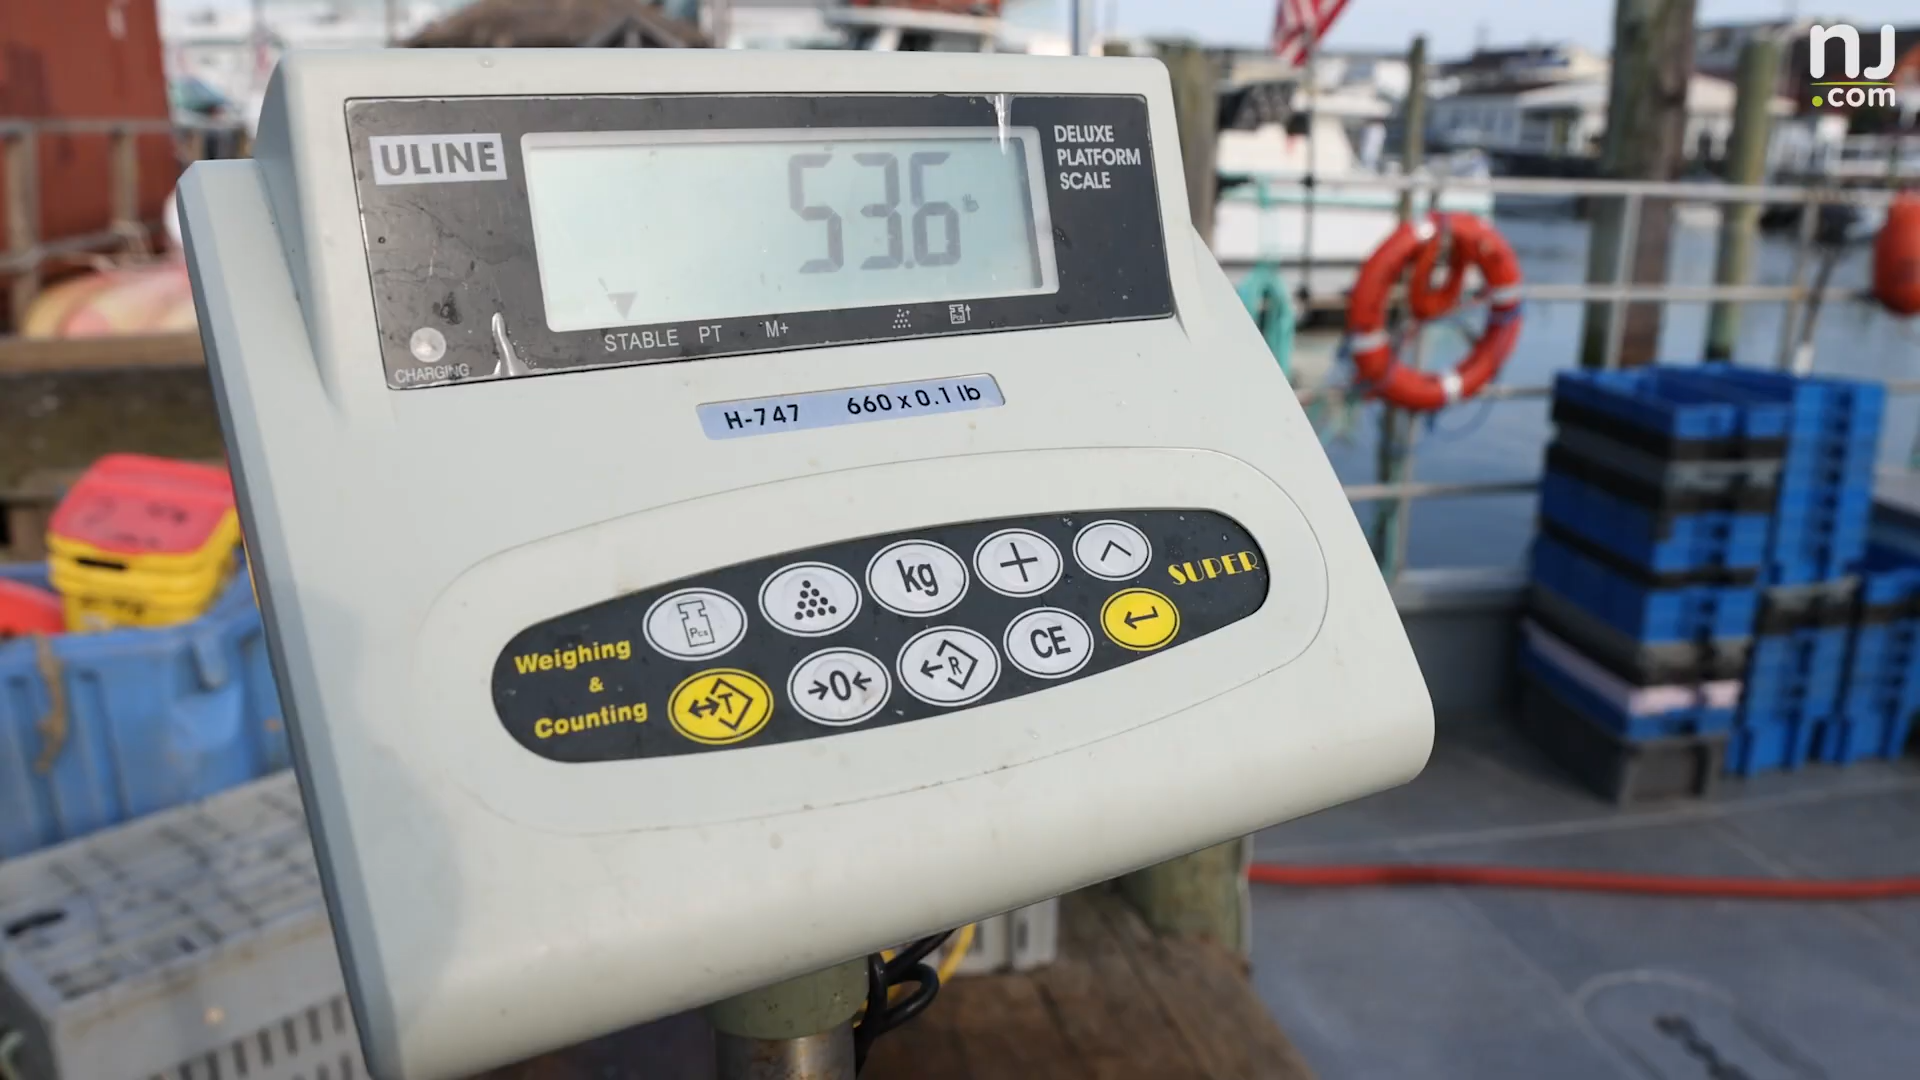 nj
.com
ULINE
DELUXE
PLATFORM
SCALE
53.6 lb
STABLE PT M+ Pcs
CHARGING
H-747 660 x 0.1 lb
Pcs kg + SUPER
Weighing
&
Counting
T →0← R CE